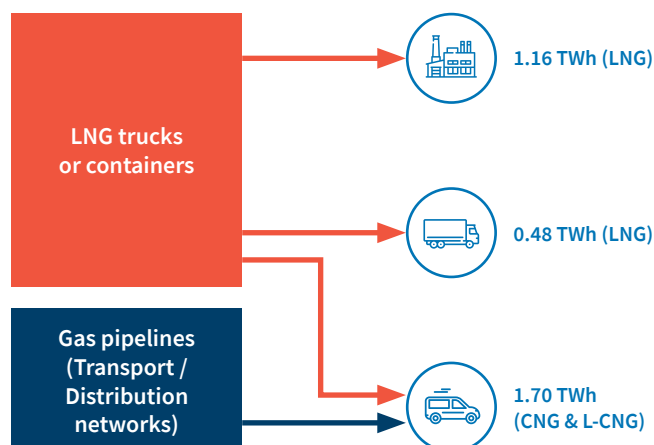 LNG trucks
or containers
1.16 TWh (LNG)
0.48 TWh (LNG)
Gas pipelines
(Transport /
Distribution
networks)
1.70 TWh
(CNG & L-CNG)